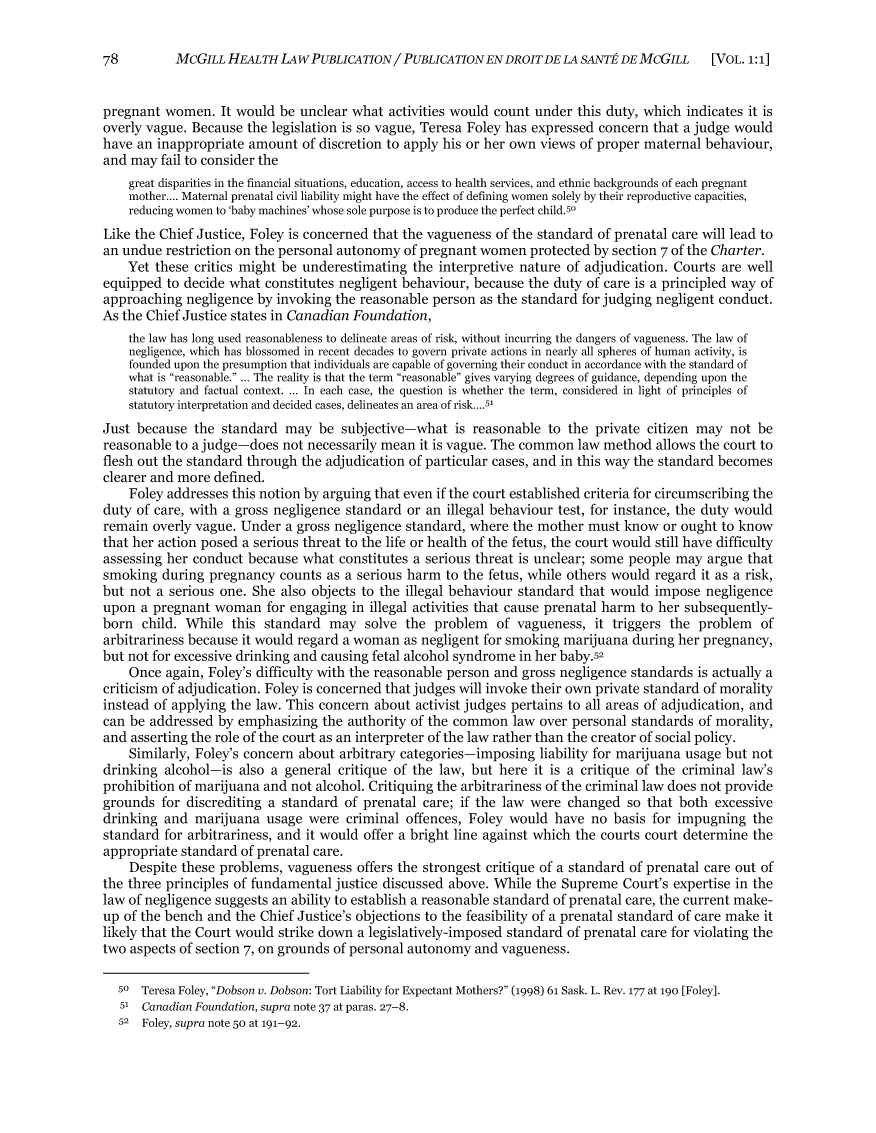 78 MCGILL HEALTH LAW PUBLICATION / PUBLICATION EN DROIT DE LA SANTÉ DE MCGILL [VOL. 1:1]
pregnant women. It would be unclear what activities would count under this duty, which indicates it is
overly vague. Because the legislation is so vague, Teresa Foley has expressed concern that a judge would
have an inappropriate amount of discretion to apply his or her own views of proper maternal behaviour,
and may fail to consider the
great disparities in the financial situations, education, access to health services, and ethnic backgrounds of each pregnant
mother.... Maternal prenatal civil liability might have the effect of defining women solely by their reproductive capacities,
reducing women to ‘baby machines’ whose sole purpose is to produce the perfect child.50
Like the Chief Justice, Foley is concerned that the vagueness of the standard of prenatal care will lead to
an undue restriction on the personal autonomy of pregnant women protected by section 7 of the Charter.
Yet these critics might be underestimating the interpretive nature of adjudication. Courts are well
equipped to decide what constitutes negligent behaviour, because the duty of care is a principled way of
approaching negligence by invoking the reasonable person as the standard for judging negligent conduct.
As the Chief Justice states in Canadian Foundation,
the law has long used reasonableness to delineate areas of risk, without incurring the dangers of vagueness. The law of
negligence, which has blossomed in recent decades to govern private actions in nearly all spheres of human activity, is
founded upon the presumption that individuals are capable of governing their conduct in accordance with the standard of
what is “reasonable.” ... The reality is that the term “reasonable” gives varying degrees of guidance, depending upon the
statutory and factual context. ... In each case, the question is whether the term, considered in light of principles of
statutory interpretation and decided cases, delineates an area of risk....51
Just because the standard may be subjective—what is reasonable to the private citizen may not be
reasonable to a judge—does not necessarily mean it is vague. The common law method allows the court to
flesh out the standard through the adjudication of particular cases, and in this way the standard becomes
clearer and more defined.
Foley addresses this notion by arguing that even if the court established criteria for circumscribing the
duty of care, with a gross negligence standard or an illegal behaviour test, for instance, the duty would
remain overly vague. Under a gross negligence standard, where the mother must know or ought to know
that her action posed a serious threat to the life or health of the fetus, the court would still have difficulty
assessing her conduct because what constitutes a serious threat is unclear; some people may argue that
smoking during pregnancy counts as a serious harm to the fetus, while others would regard it as a risk,
but not a serious one. She also objects to the illegal behaviour standard that would impose negligence
upon a pregnant woman for engaging in illegal activities that cause prenatal harm to her subsequently-
born child. While this standard may solve the problem of vagueness, it triggers the problem of
arbitrariness because it would regard a woman as negligent for smoking marijuana during her pregnancy,
but not for excessive drinking and causing fetal alcohol syndrome in her baby.52
Once again, Foley’s difficulty with the reasonable person and gross negligence standards is actually a
criticism of adjudication. Foley is concerned that judges will invoke their own private standard of morality
instead of applying the law. This concern about activist judges pertains to all areas of adjudication, and
can be addressed by emphasizing the authority of the common law over personal standards of morality,
and asserting the role of the court as an interpreter of the law rather than the creator of social policy.
Similarly, Foley’s concern about arbitrary categories—imposing liability for marijuana usage but not
drinking alcohol—is also a general critique of the law, but here it is a critique of the criminal law’s
prohibition of marijuana and not alcohol. Critiquing the arbitrariness of the criminal law does not provide
grounds for discrediting a standard of prenatal care; if the law were changed so that both excessive
drinking and marijuana usage were criminal offences, Foley would have no basis for impugning the
standard for arbitrariness, and it would offer a bright line against which the courts court determine the
appropriate standard of prenatal care.
Despite these problems, vagueness offers the strongest critique of a standard of prenatal care out of
the three principles of fundamental justice discussed above. While the Supreme Court’s expertise in the
law of negligence suggests an ability to establish a reasonable standard of prenatal care, the current make-
up of the bench and the Chief Justice’s objections to the feasibility of a prenatal standard of care make it
likely that the Court would strike down a legislatively-imposed standard of prenatal care for violating the
two aspects of section 7, on grounds of personal autonomy and vagueness.
50 Teresa Foley, “Dobson v. Dobson: Tort Liability for Expectant Mothers?” (1998) 61 Sask. L. Rev. 177 at 190 [Foley].
51 Canadian Foundation, supra note 37 at paras. 27–8.
52 Foley, supra note 50 at 191–92.